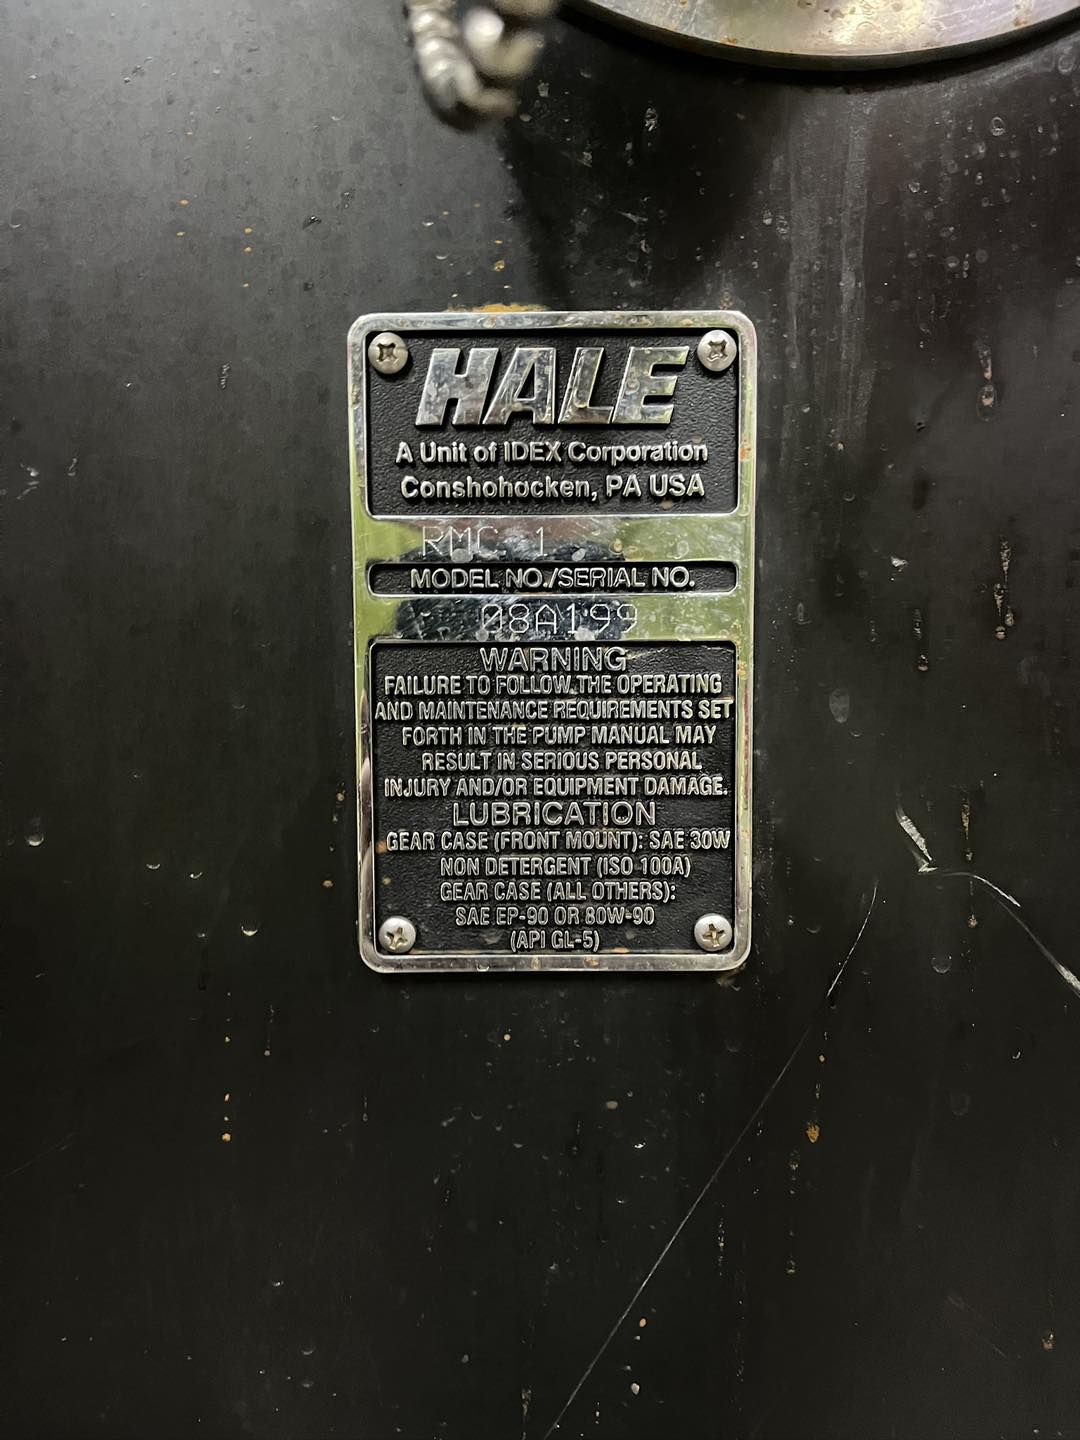 HALE
A Unit of IDEX Corporation
Conshohocken, PA USA
RMC 1
MODEL NO./SERIAL NO.
08A199
WARNING
FAILURE TO FOLLOW THE OPERATING
AND MAINTENANCE REQUIREMENTS SET
FORTH IN THE PUMP MANUAL MAY
RESULT IN SERIOUS PERSONAL
INJURY AND/OR EQUIPMENT DAMAGE.
LUBRICATION
GEAR CASE (FRONT MOUNT): SAE 30W
NON DETERGENT (ISO 100A)
GEAR CASE (ALL OTHERS):
SAE EP-90 OR 80W-90
(API GL-5)